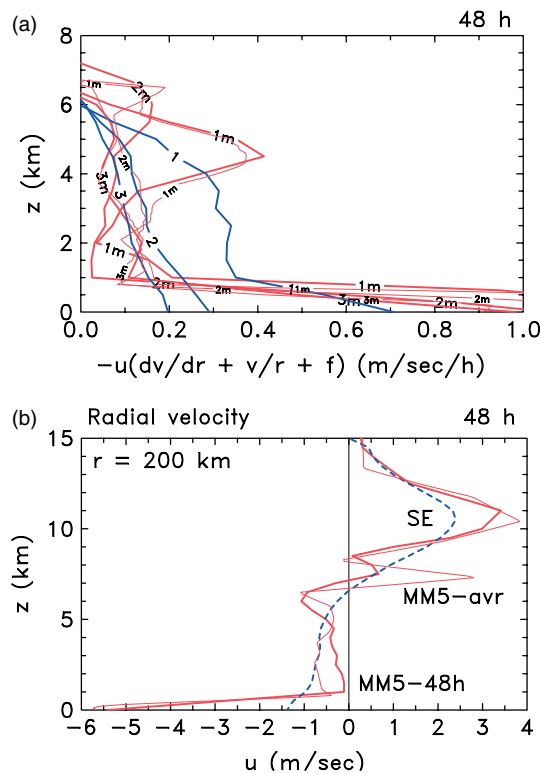 (a)
48 h
8
6
4
2
0
z (km)
1m
2m
1m
2m
1
3m
3
1m
2
1m
3m
2m
1
1m
1m
2m
3m
3m
2m
2m
0.0
0.2
0.4
0.6
0.8
1.0
−u(dv/dr + v/r + f) (m/sec/h)
(b)
Radial velocity
48 h
15
10
5
0
z (km)
r = 200 km
SE
MM5−avr
MM5−48h
−6
−5
−4
−3
−2
−1
0
1
2
3
4
u (m/sec)